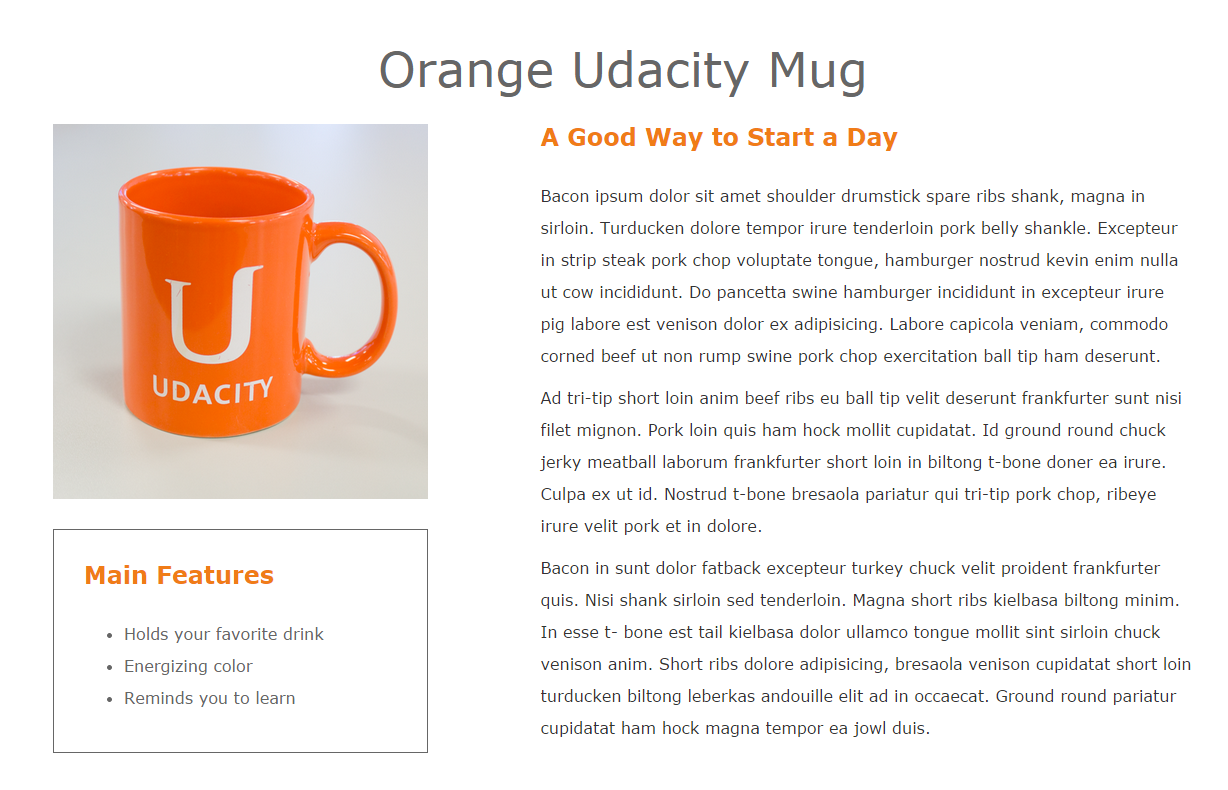 Orange Udacity Mug
U
UDACITY
Main Features
Holds your favorite drink
Energizing color
Reminds you to learn
A Good Way to Start a Day
Bacon ipsum dolor sit amet shoulder drumstick spare ribs shank, magna in
sirloin. Turducken dolore tempor irure tenderloin pork belly shankle. Excepteur
in strip steak pork chop voluptate tongue, hamburger nostrud kevin enim nulla
ut cow incididunt. Do pancetta swine hamburger incididunt in excepteur irure
pig labore est venison dolor ex adipisicing. Labore capicola veniam, commodo
corned beef ut non rump swine pork chop exercitation ball tip ham deserunt.
Ad tri-tip short loin anim beef ribs eu ball tip velit deserunt frankfurter sunt nisi
filet mignon. Pork loin quis ham hock mollit cupidatat. Id ground round chuck
jerky meatball laborum frankfurter short loin in biltong t-bone doner ea irure.
Culpa ex ut id. Nostrud t-bone bresaola pariatur qui tri-tip pork chop, ribeye
irure velit pork et in dolore.
Bacon in sunt dolor fatback excepteur turkey chuck velit proident frankfurter
quis. Nisi shank sirloin sed tenderloin. Magna short ribs kielbasa biltong minim.
In esse t- bone est tail kielbasa dolor ullamco tongue mollit sint sirloin chuck
venison anim. Short ribs dolore adipisicing, bresaola venison cupidatat short loin
turducken biltong leberkas andouille elit ad in occaecat. Ground round pariatur
cupidatat ham hock magna tempor ea jowl duis.